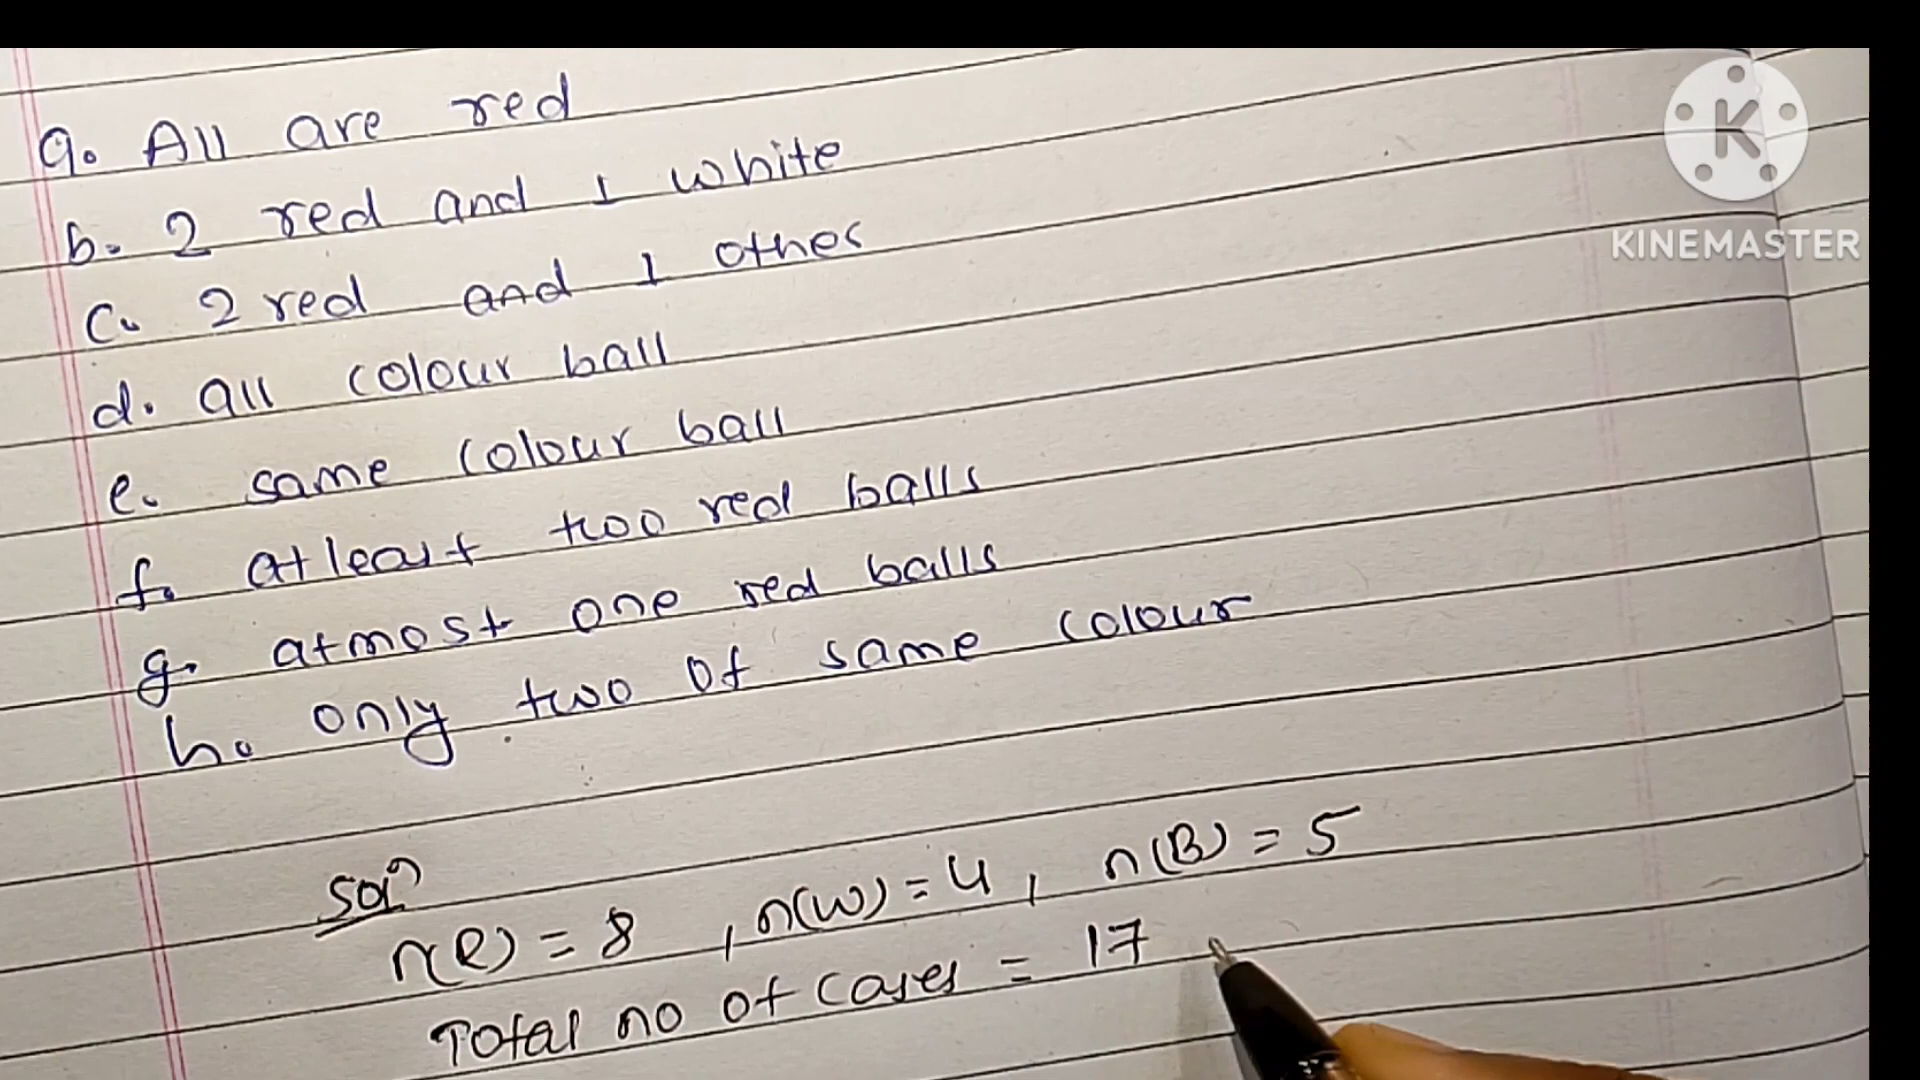 a. All are red
b. 2 red and 1 white
c. 2 red and 1 other
d. all colour ball
e. same colour ball
f. atleast two red balls
g. atmost one red balls
h. only two of same colour
Solⁿ
n(R) = 8 , n(W) = 4 , n(B) = 5
Total no of cases = 17
K
KINEMASTER